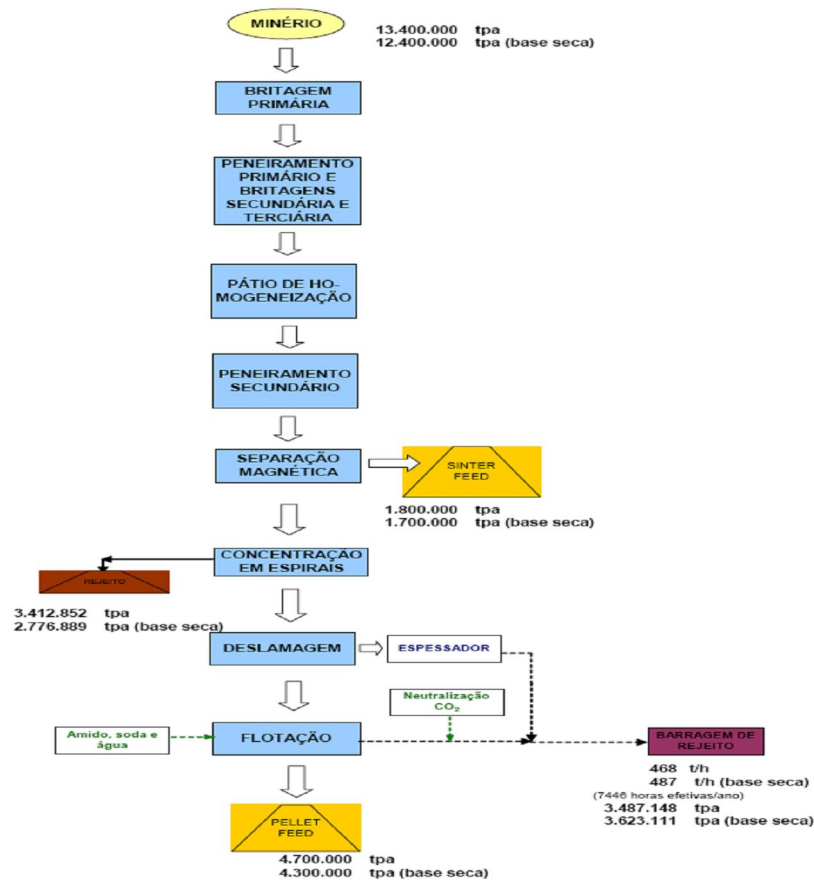 MINÉRIO
13.400.000 tpa
12.400.000 tpa (base seca)
BRITAGEM
PRIMÁRIA
PENEIRAMENTO
PRIMÁRIO E
BRITAGENS
SECUNDÁRIA E
TERCIÁRIA
PÁTIO DE HO-
MOGENEIZAÇÃO
PENEIRAMENTO
SECUNDÁRIO
SEPARAÇÃO
MAGNÉTICA
SINTER
FEED
1.800.000 tpa
1.700.000 tpa (base seca)
CONCENTRAÇÃO
EM ESPIRAIS
REJEITO
3.412.852 tpa
2.776.889 tpa (base seca)
DESLAMAGEM
ESPESSADOR
Neutralização
CO₂
Amido, soda e
água
FLOTAÇÃO
BARRAGEM DE
REJEITO
468 t/h
487 t/h (base seca)
(7446 horas efetivas/ano)
3.487.148 tpa
3.623.111 tpa (base seca)
PELLET
FEED
4.700.000 tpa
4.300.000 tpa (base seca)